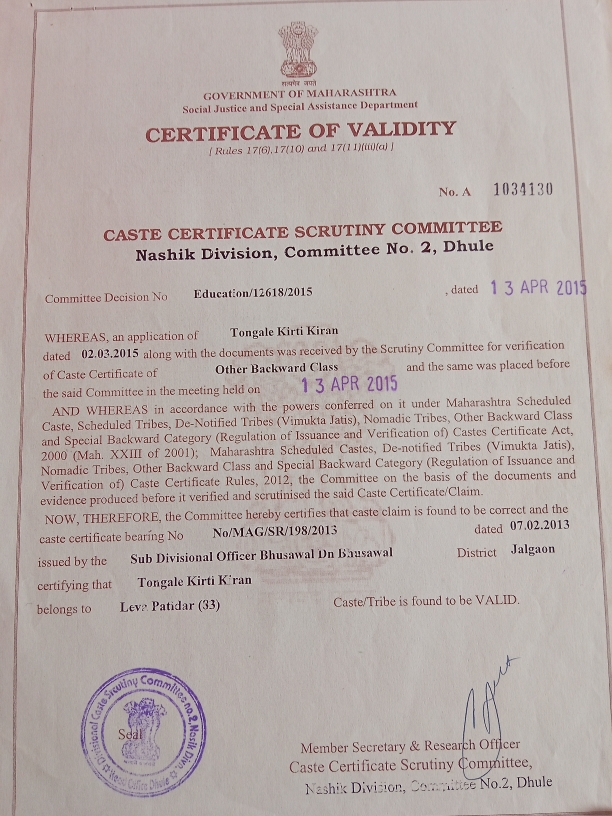 सत्यमेव जयते
GOVERNMENT OF MAHARASHTRA
Social Justice and Special Assistance Department
CERTIFICATE OF VALIDITY
[ Rules 17(6),17(10) and 17(11)(iii)(a) ]
No. A 1034130
CASTE CERTIFICATE SCRUTINY COMMITTEE
Nashik Division, Committee No. 2, Dhule
Committee Decision No Education/12618/2015 , dated 13 APR 2015
WHEREAS, an application of Tongale Kirti Kiran
dated 02.03.2015 along with the documents was received by the Scrutiny Committee for verification
of Caste Certificate of Other Backward Class and the same was placed before
the said Committee in the meeting held on 13 APR 2015
AND WHEREAS in accordance with the powers conferred on it under Maharashtra Scheduled
Caste, Scheduled Tribes, De-Notified Tribes (Vimukta Jatis), Nomadic Tribes, Other Backward Class
and Special Backward Category (Regulation of Issuance and Verification of) Castes Certificate Act,
2000 (Mah. XXIII of 2001); Maharashtra Scheduled Castes, De-notified Tribes (Vimukta Jatis),
Nomadic Tribes, Other Backward Class and Special Backward Category (Regulation of Issuance and
Verification of) Caste Certificate Rules, 2012, the Committee on the basis of the documents and
evidence produced before it verified and scrutinised the said Caste Certificate/Claim.
NOW, THEREFORE, the Committee hereby certifies that caste claim is found to be correct and the
caste certificate bearing No No/MAG/SR/198/2013 dated 07.02.2013
issued by the Sub Divisional Officer Bhusawal Dn Bhusawal District Jalgaon
certifying that Tongale Kirti Kiran
belongs to Leva Patidar (33) Caste/Tribe is found to be VALID.
Divisional Caste Scrutiny Committee no.2, Nasik Divn.
Seal
Head Office Dhule
Member Secretary & Research Officer
Caste Certificate Scrutiny Committee,
Nashik Division, Committee No.2, Dhule